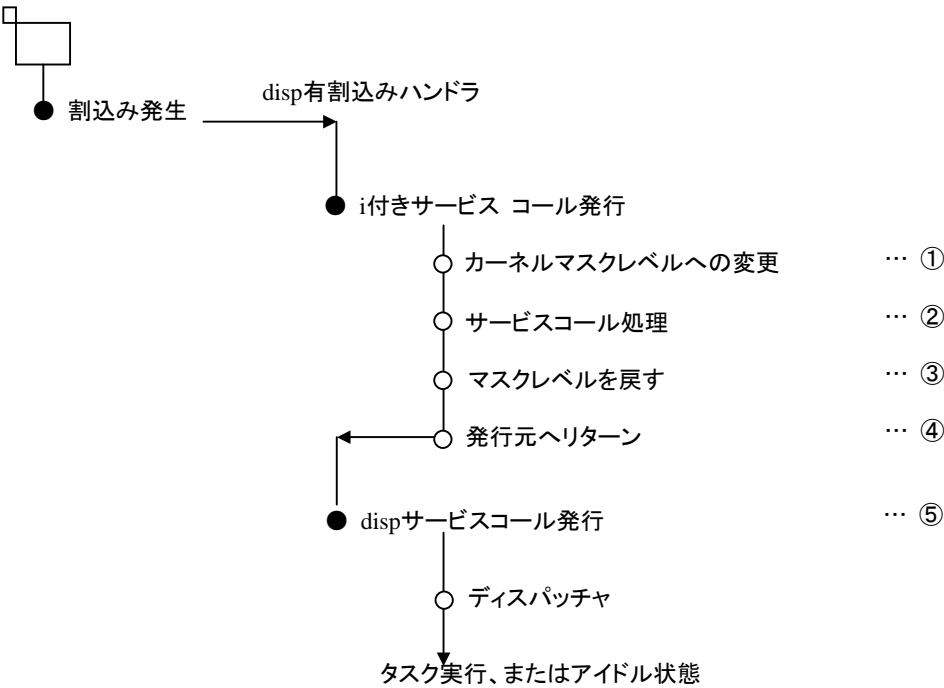 disp有割込みハンドラ
割込み発生
i付きサービス コール発行
カーネルマスクレベルへの変更 … ①
サービスコール処理 … ②
マスクレベルを戻す … ③
発行元へリターン … ④
dispサービスコール発行 … ⑤
ディスパッチャ
タスク実行、またはアイドル状態